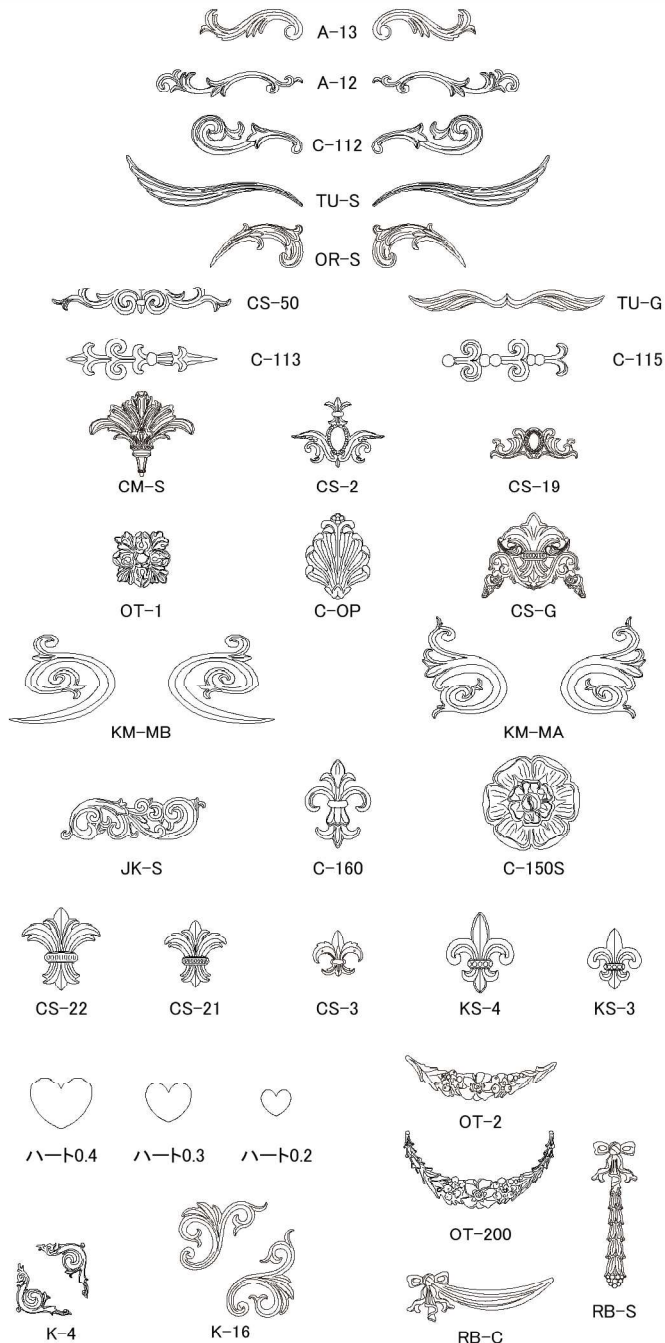 A-13
A-12
C-112
TU-S
OR-S
CS-50
TU-G
C-113
C-115
CM-S
CS-2
CS-19
OT-1
C-OP
CS-G
KM-MB
KM-MA
JK-S
C-160
C-150S
CS-22
CS-21
CS-3
KS-4
KS-3
ハート0.4
ハート0.3
ハート0.2
OT-2
OT-200
K-4
K-16
RB-C
RB-S